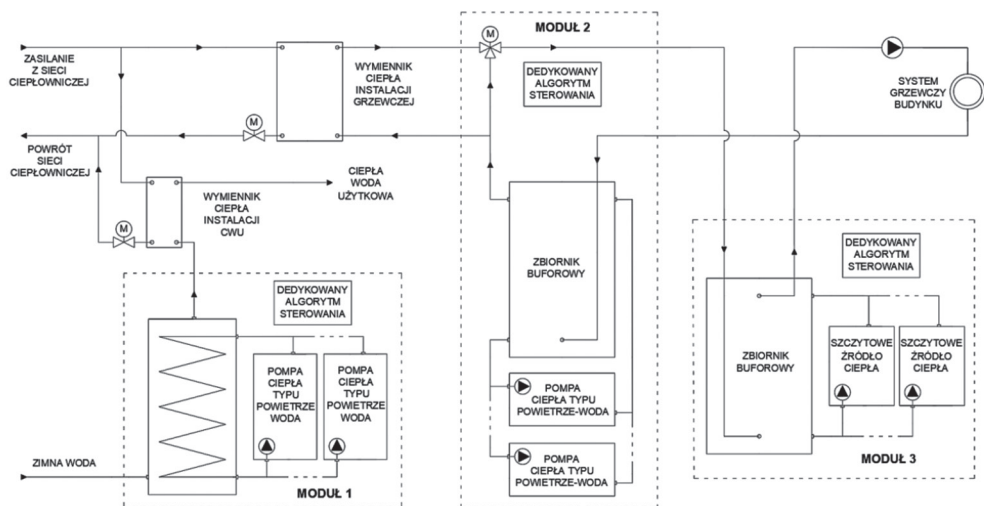 ZASILANIE
Z SIECI
CIEPŁOWNICZEJ
M
WYMIENNIK
CIEPŁA
INSTALACJI
GRZEWCZEJ
M
MODUŁ 2
DEDYKOWANY
ALGORYTM
STEROWANIA
SYSTEM
GRZEWCZY
BUDYNKU
POWRÓT
SIECI
CIEPŁOWNICZEJ
M
WYMIENNIK
CIEPŁA
INSTALACJI
CWU
CIEPŁA
WODA
UŻYTKOWA
ZBIORNIK
BUFOROWY
POMPA
CIEPŁA TYPU
POWIETRZE-WODA
POMPA
CIEPŁA TYPU
POWIETRZE-WODA
DEDYKOWANY
ALGORYTM
STEROWANIA
POMPA
CIEPŁA
TYPU
POWIETRZE
WODA
POMPA
CIEPŁA
TYPU
POWIETRZE
WODA
ZIMNA WODA
MODUŁ 1
DEDYKOWANY
ALGORYTM
STEROWANIA
ZBIORNIK
BUFOROWY
SZCZYTOWE
ŹRÓDŁO
CIEPŁA
SZCZYTOWE
ŹRÓDŁO
CIEPŁA
MODUŁ 3